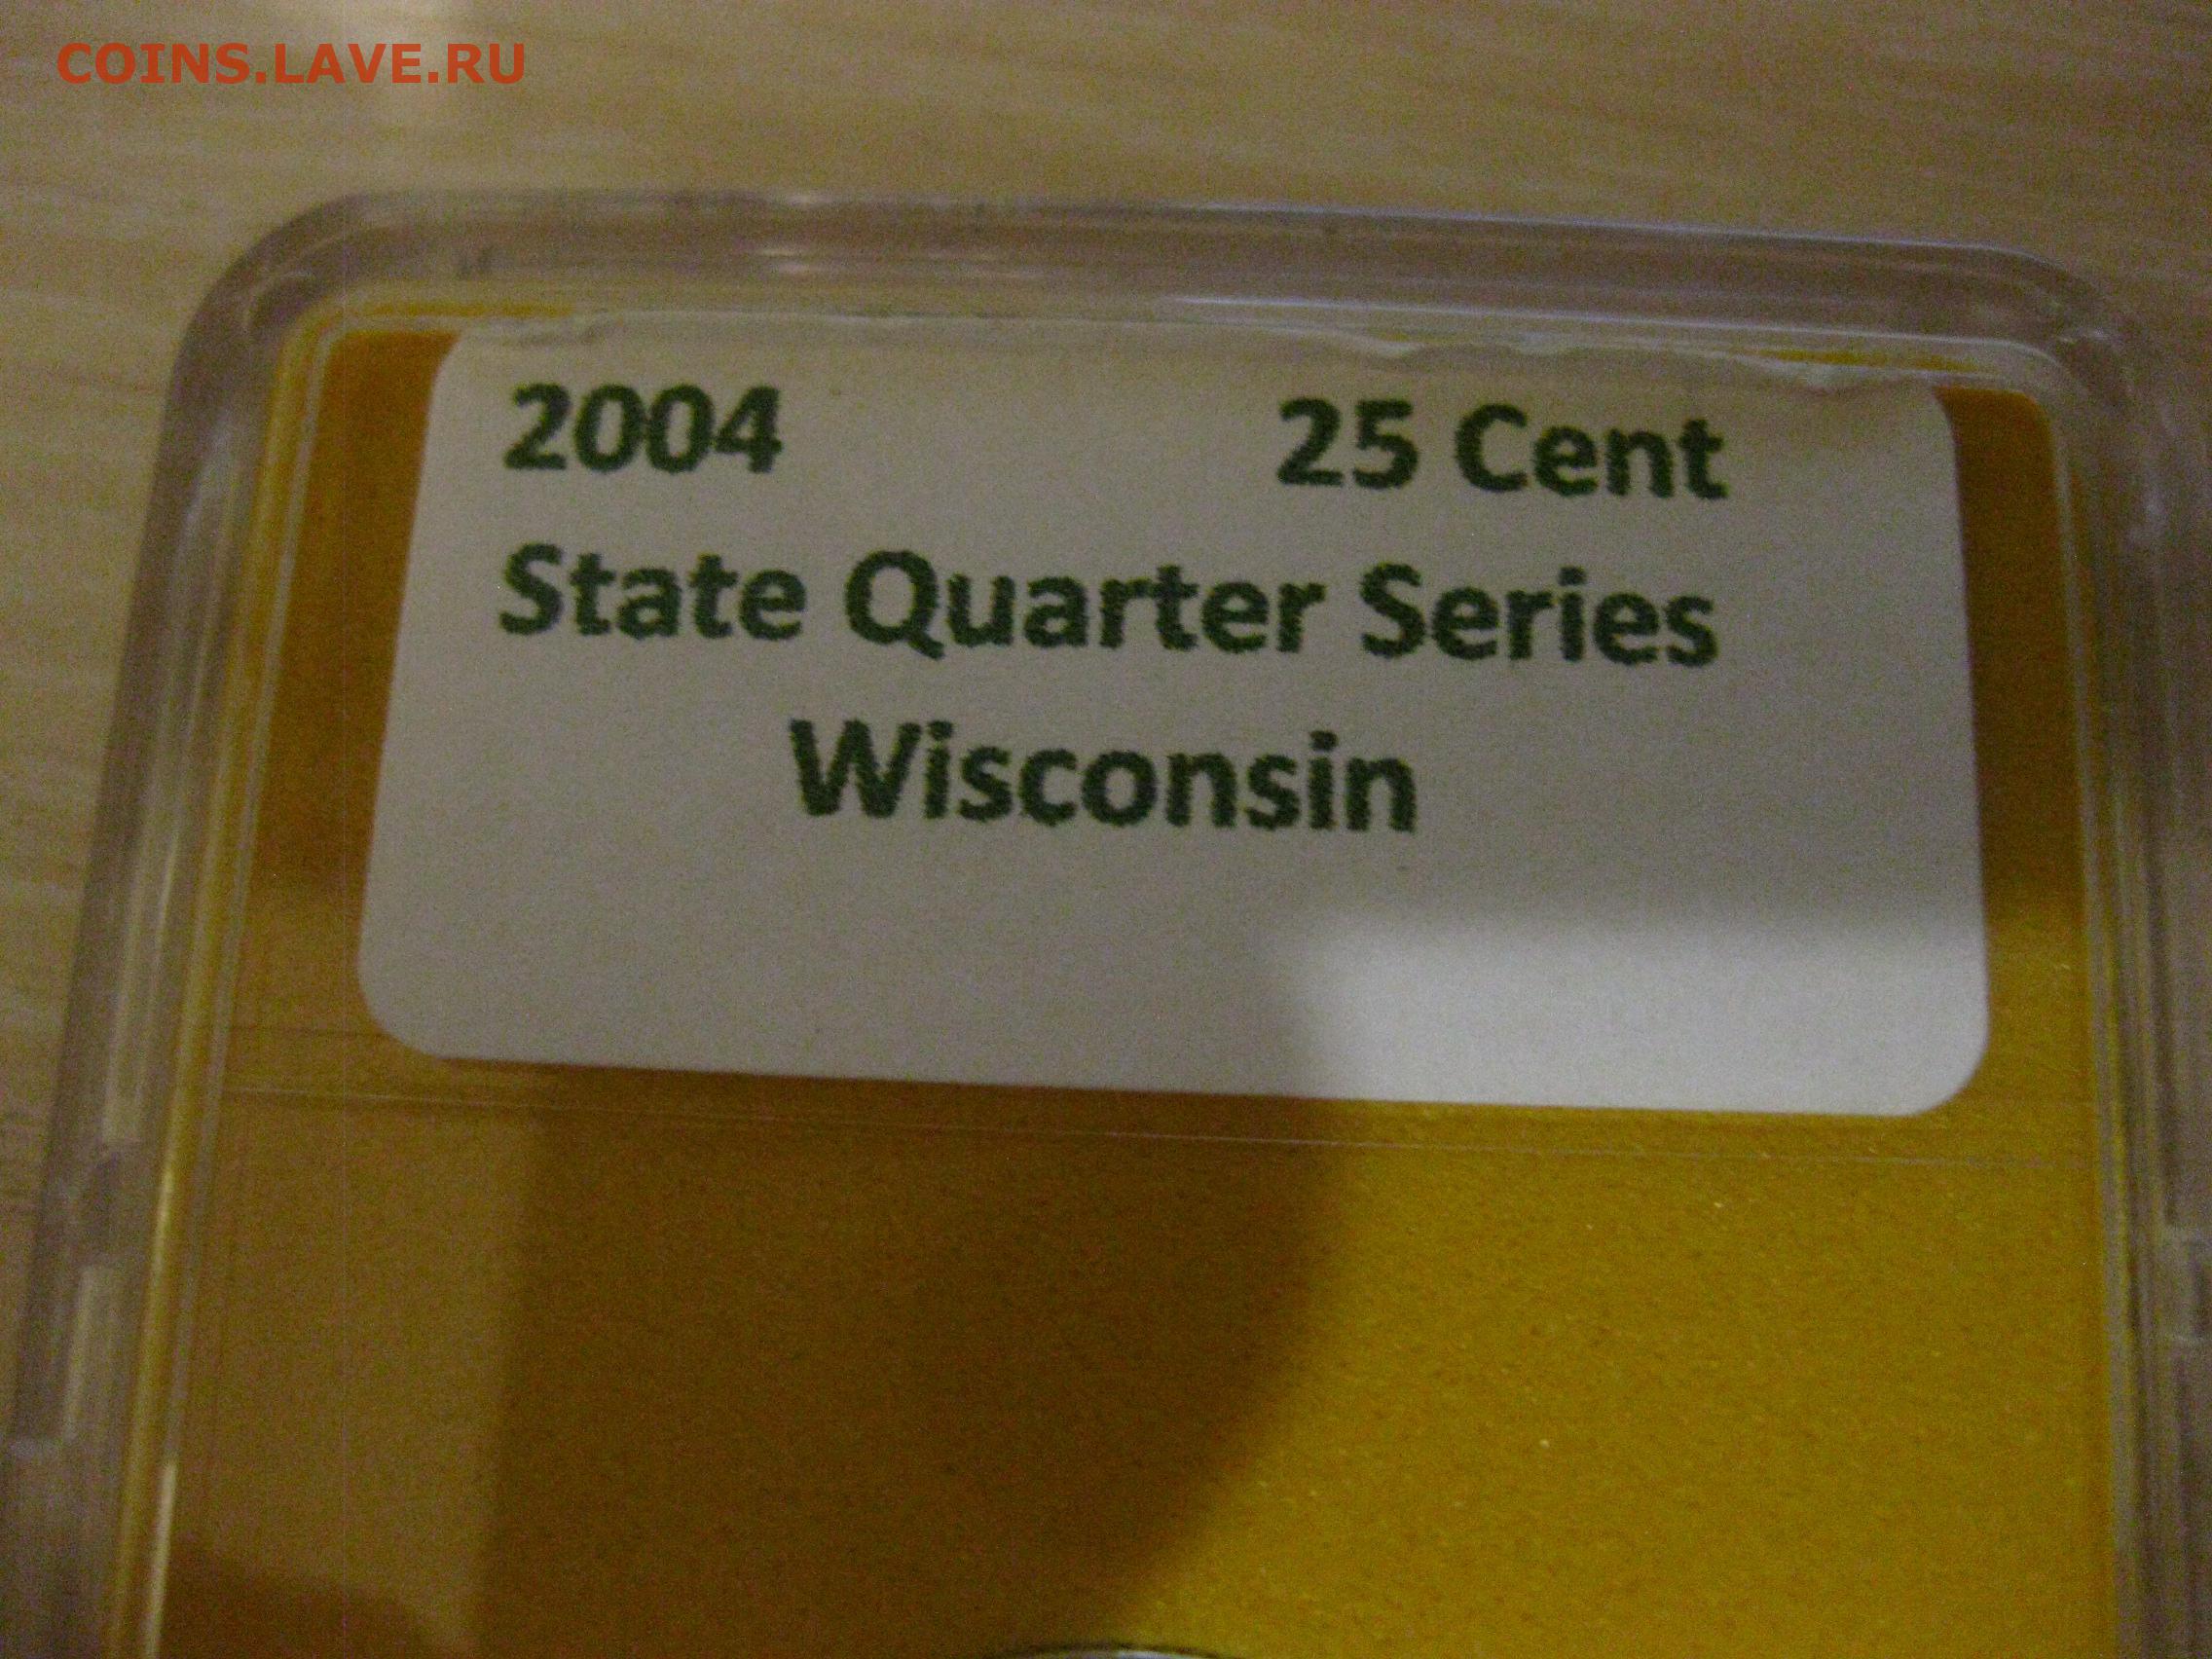 COINS.LAVE.RU
2004 25 Cent
State Quarter Series
Wisconsin